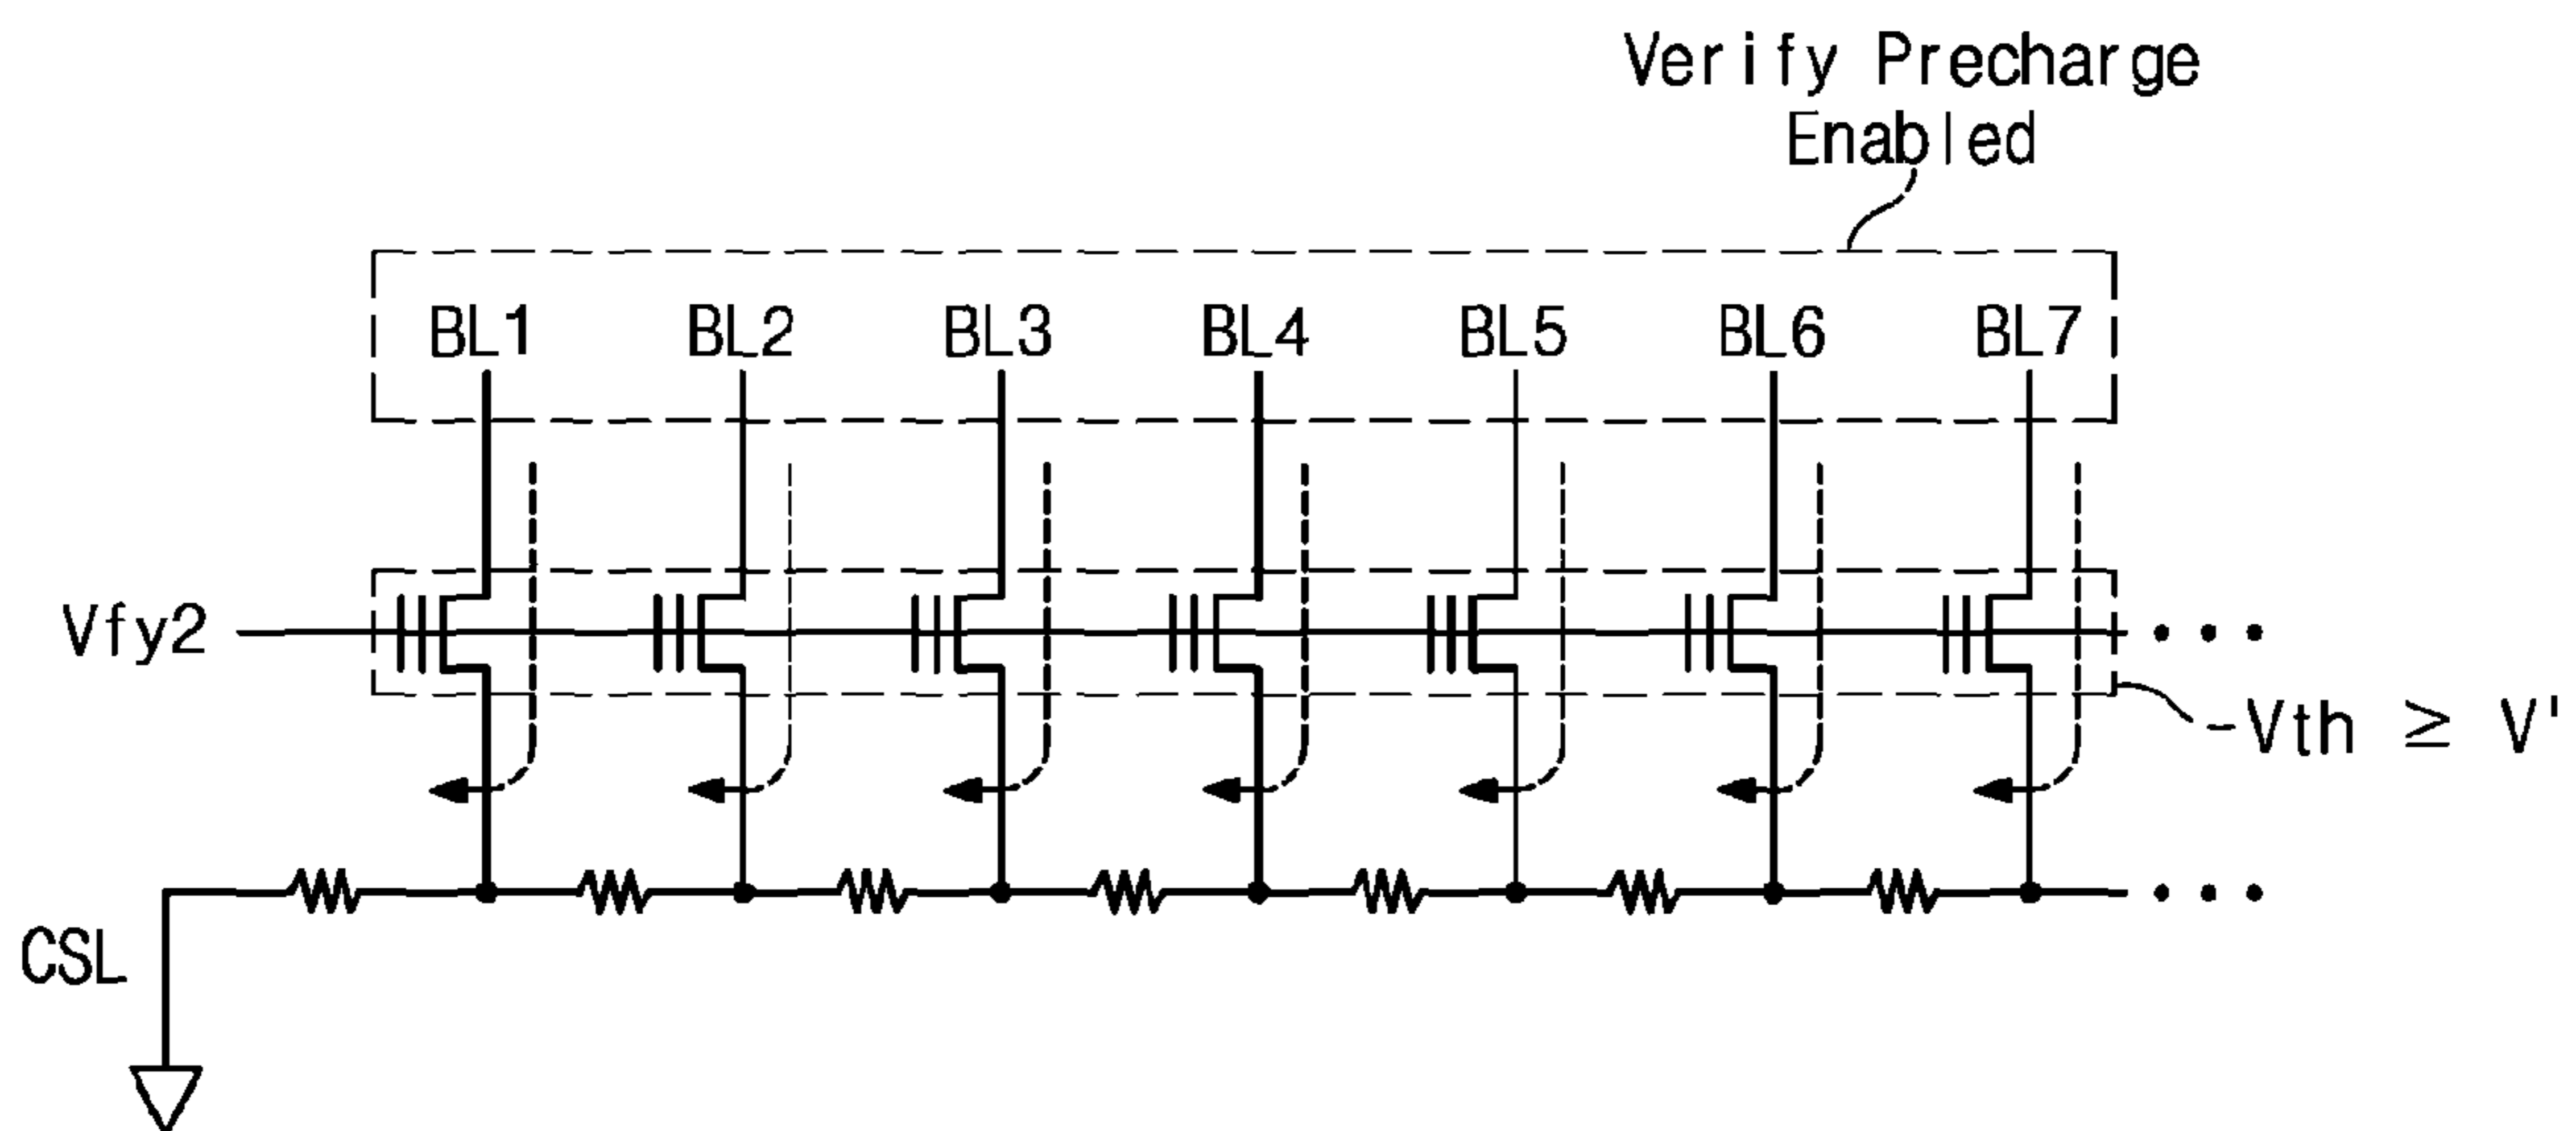 Verify Precharge
Enabled
BL1 BL2 BL3 BL4 BL5 BL6 BL7
Vfy2
Vth ≥ V'
CSL